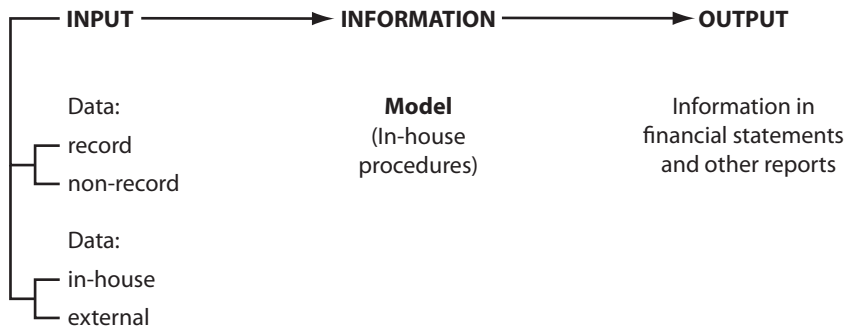 INPUT INFORMATION OUTPUT
Data:
record
non-record
Data:
in-house
external
Model
(In-house
procedures)
Information in
financial statements
and other reports